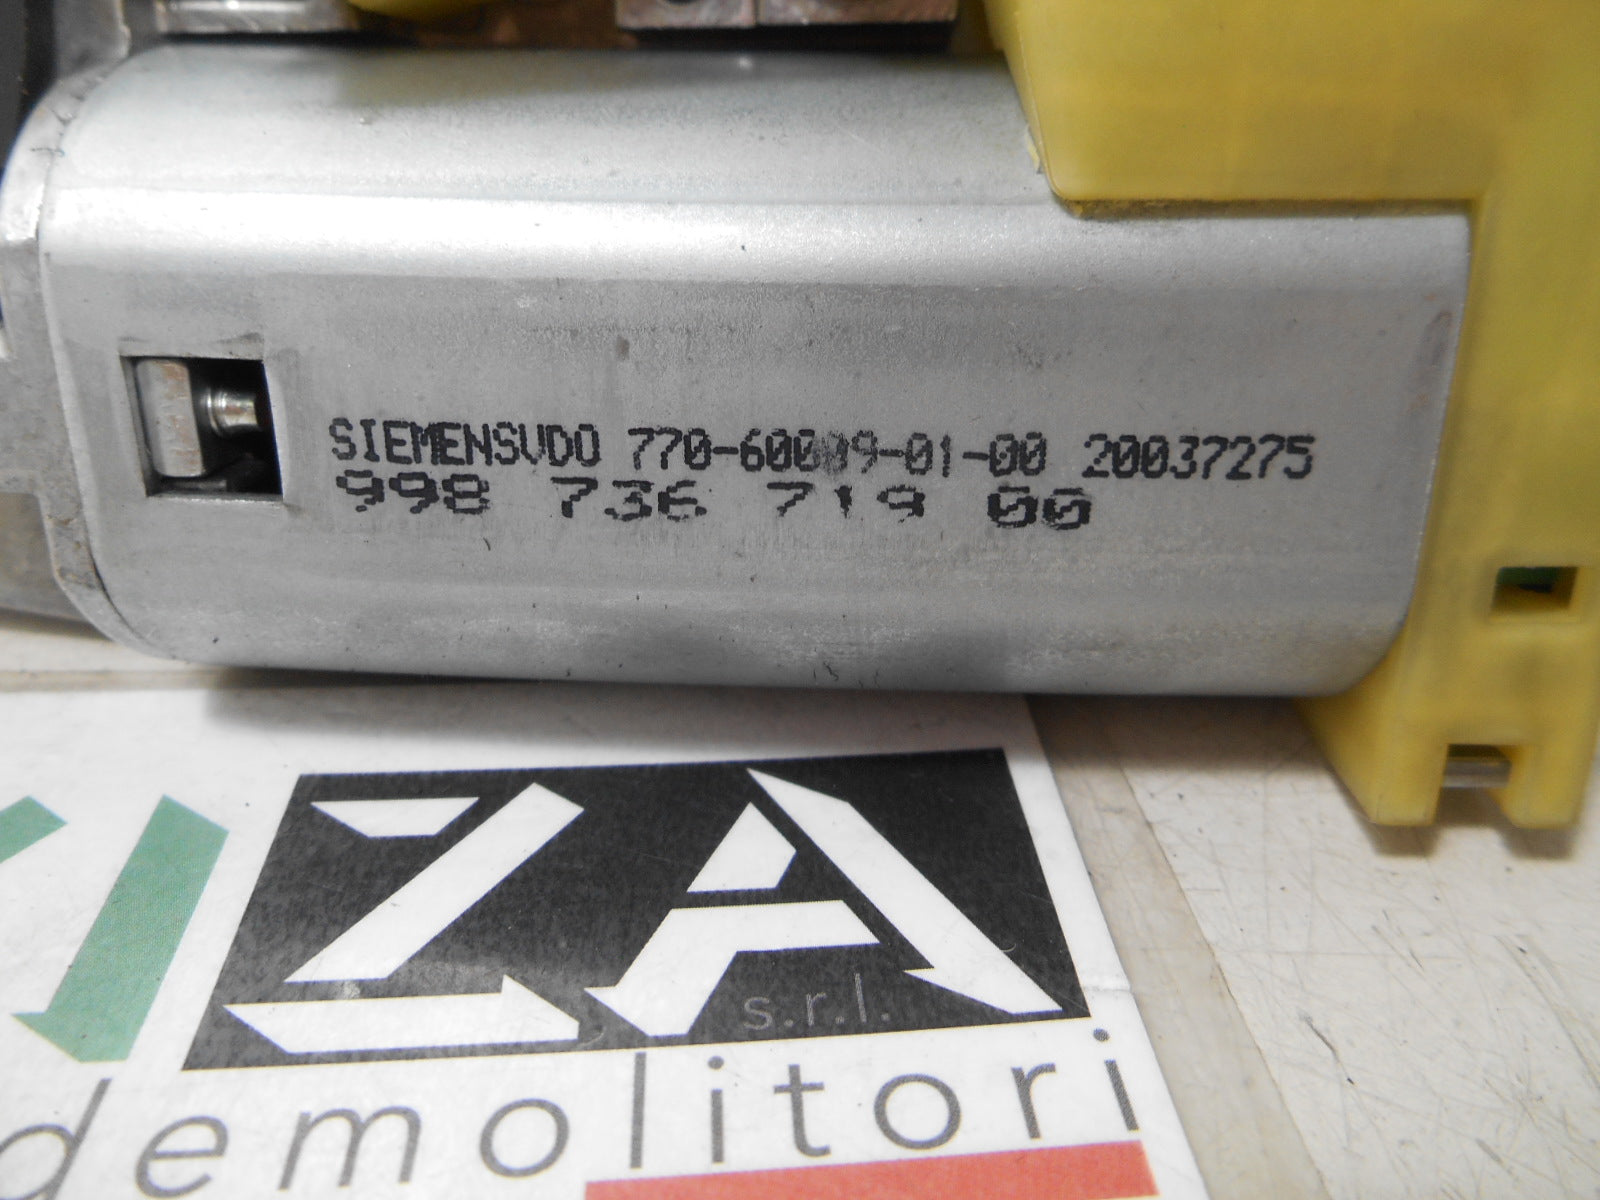 SIEMENSVDO 770-60009-01-00 20037275
998 736 719 00
ZA
s.r.l.
demolitori